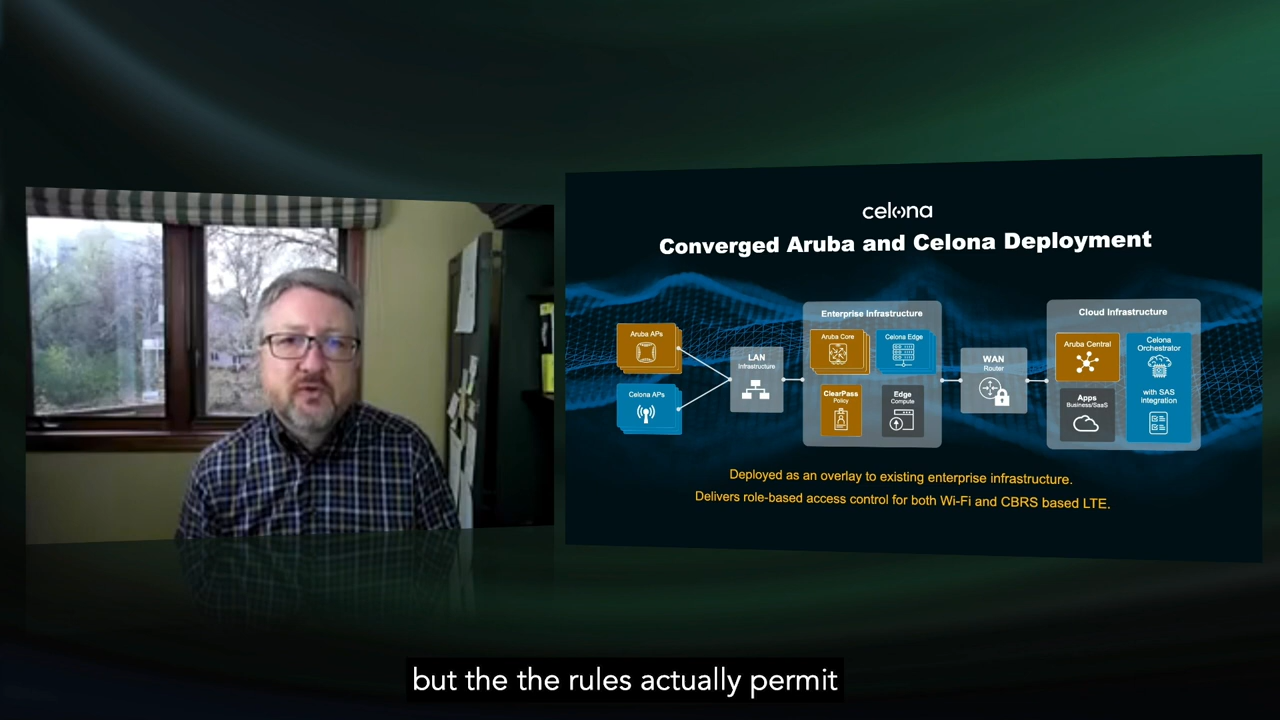 celona
Converged Aruba and Celona Deployment
Aruba APs
Celona APs
LAN
Infrastructure
Enterprise Infrastructure
Aruba Core
Celona Edge
ClearPass
Policy
Edge
Compute
WAN
Router
Cloud Infrastructure
Aruba Central
Apps
Business/SaaS
Celona
Orchestrator
with SAS
Integration
Deployed as an overlay to existing enterprise infrastructure.
Delivers role-based access control for both Wi-Fi and CBRS based LTE.
but the the rules actually permit